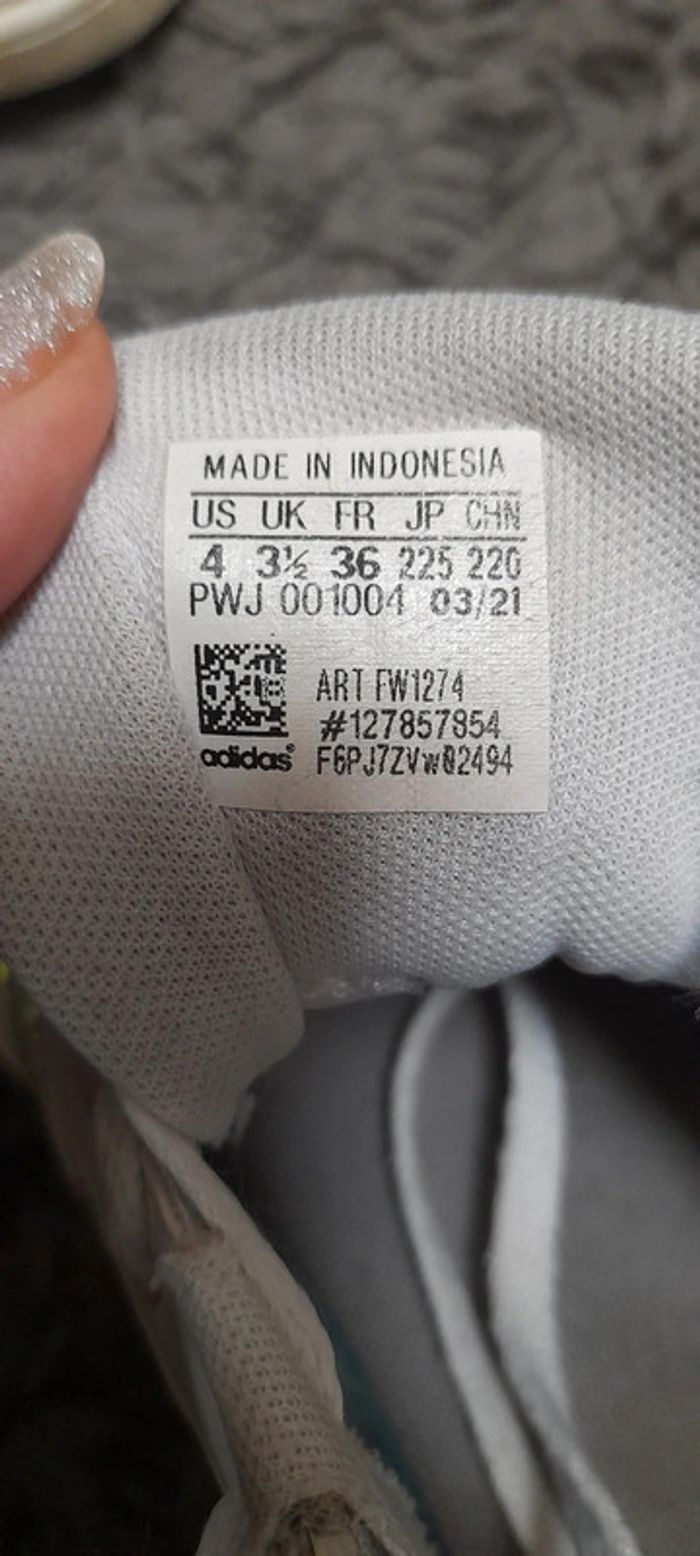 MADE IN INDONESIA
US UK FR JP CHN
4 3½ 36 225 220
PWJ 001004 03/21
ART FW1274
#127857854
adidas® F6PJ7ZVw02494